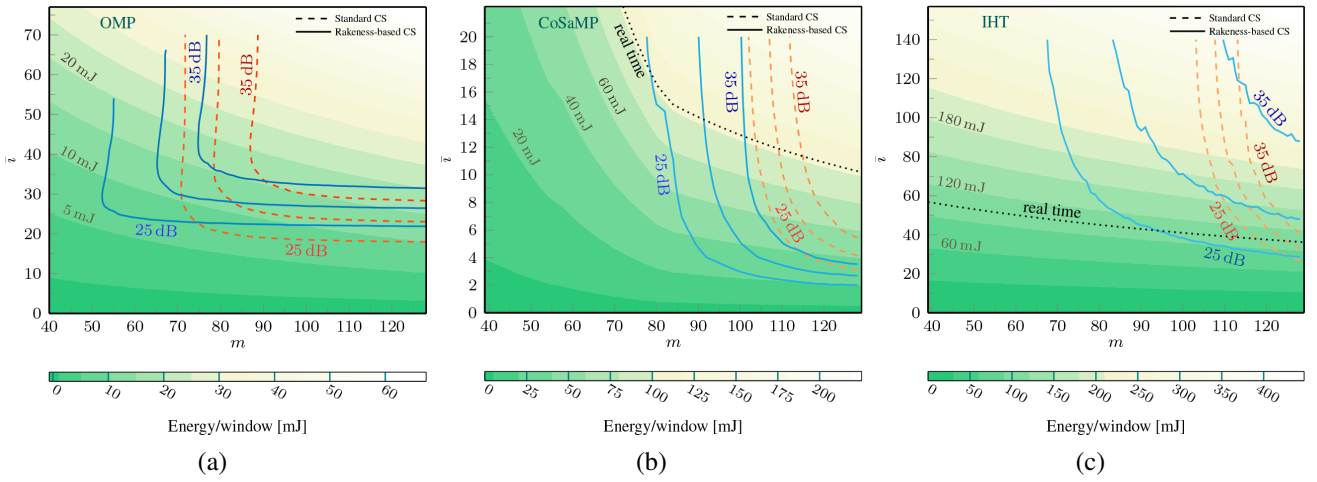 OMP
Standard CS
Rakeness-based CS
70
60
50
40
30
20
10
0
ī
20 mJ
10 mJ
5 mJ
35 dB
35 dB
25 dB
25 dB
40 50 60 70 80 90 100 110 120
m
0 10 20 30 40 50 60
Energy/window [mJ]
(a)
CoSaMP
Standard CS
Rakeness-based CS
20
18
16
14
12
10
8
6
4
2
0
ī
real time
60 mJ
40 mJ
20 mJ
35 dB
35 dB
25 dB
25 dB
40 50 60 70 80 90 100 110 120
m
0 25 50 75 100 125 150 175 200
Energy/window [mJ]
(b)
IHT
Standard CS
Rakeness-based CS
140
120
100
80
60
40
20
0
ī
180 mJ
120 mJ
60 mJ
real time
35 dB
35 dB
25 dB
25 dB
40 50 60 70 80 90 100 110 120
m
0 50 100 150 200 250 300 350 400
Energy/window [mJ]
(c)